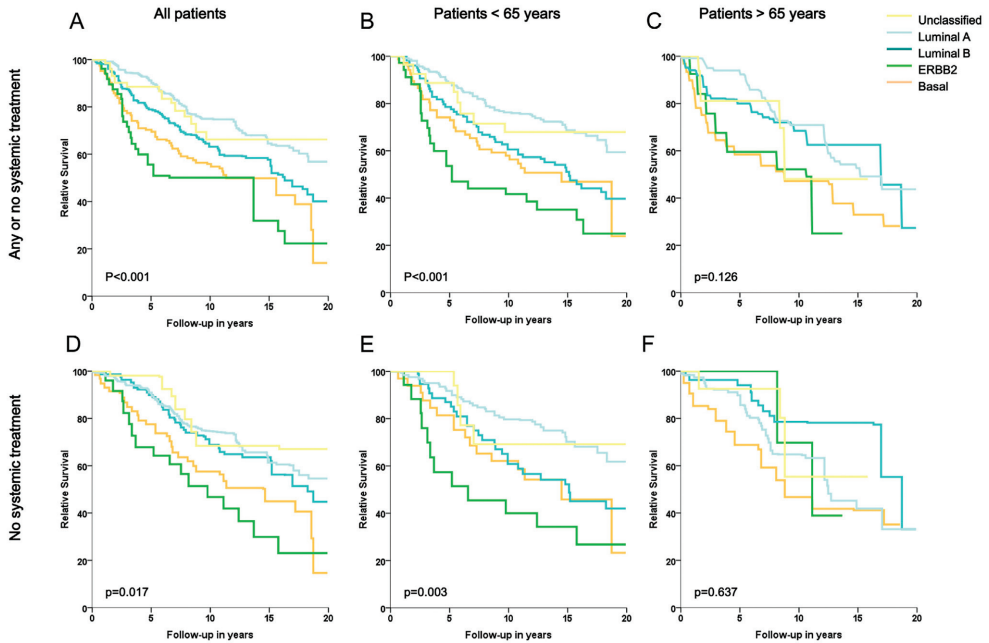 A
All patients
B
Patients < 65 years
C
Patients > 65 years
Unclassified
Luminal A
Luminal B
ERBB2
Basal
Any or no systemic treatment
Relative Survival
100
80
60
40
20
0
P<0.001
0 5 10 15 20
Follow-up in years
Relative Survival
100
80
60
40
20
0
P<0.001
0 5 10 15 20
Follow-up in years
Relative Survival
100
80
60
40
20
0
p=0.126
0 5 10 15 20
Follow-up in years
No systemic treatment
D
Relative Survival
100
80
60
40
20
0
p=0.017
0 5 10 15 20
Follow-up in years
E
Relative Survival
100
80
60
40
20
0
p=0.003
0 5 10 15 20
Follow-up in years
F
Relative Survival
100
80
60
40
20
0
p=0.637
0 5 10 15 20
Follow-up in years